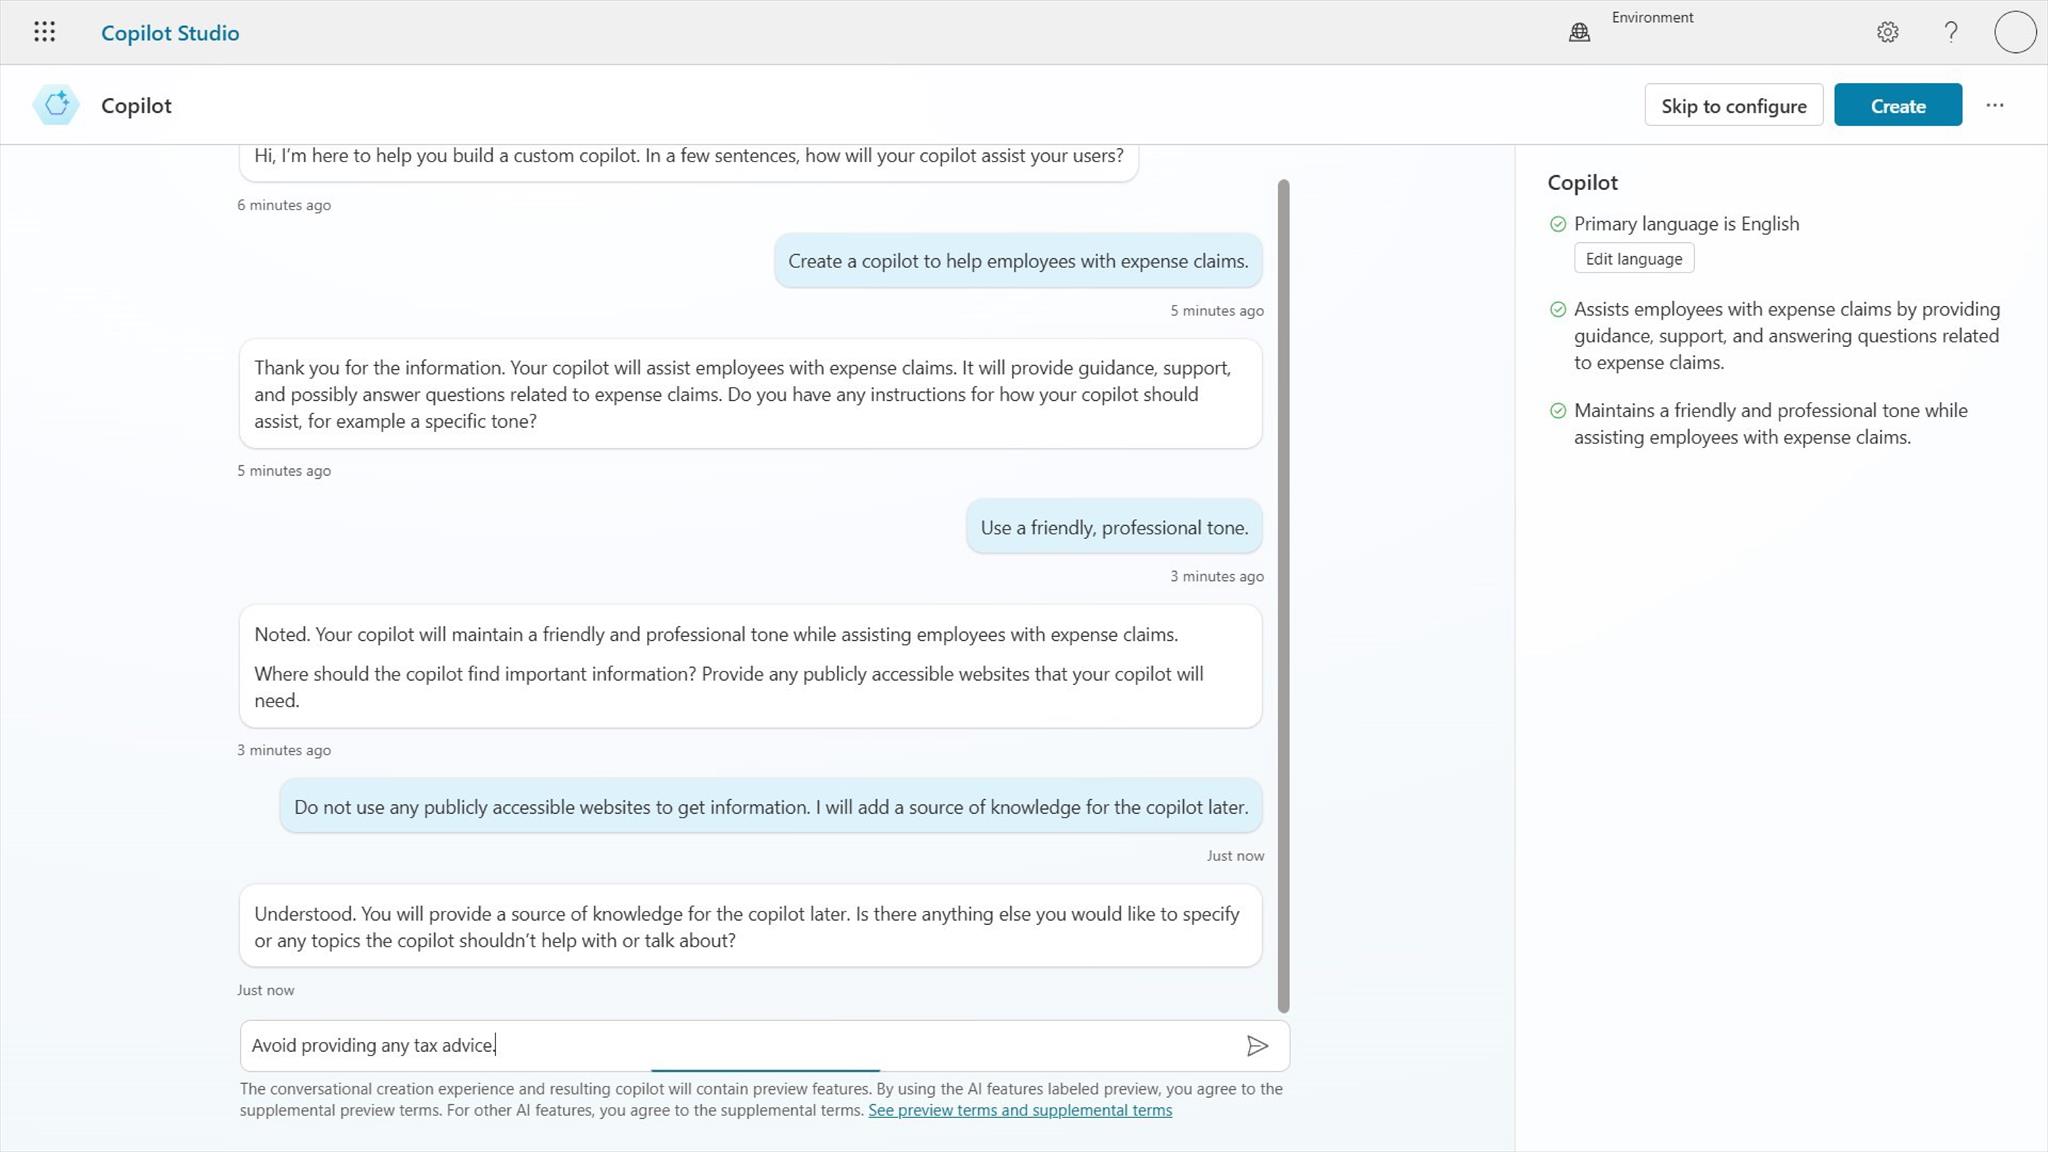 Copilot Studio
Environment
Copilot
Skip to configure
Create
Hi, I’m here to help you build a custom copilot. In a few sentences, how will your copilot assist your users?
6 minutes ago
Create a copilot to help employees with expense claims.
5 minutes ago
Thank you for the information. Your copilot will assist employees with expense claims. It will provide guidance, support,
and possibly answer questions related to expense claims. Do you have any instructions for how your copilot should
assist, for example a specific tone?
5 minutes ago
Use a friendly, professional tone.
3 minutes ago
Noted. Your copilot will maintain a friendly and professional tone while assisting employees with expense claims.
Where should the copilot find important information? Provide any publicly accessible websites that your copilot will
need.
3 minutes ago
Do not use any publicly accessible websites to get information. I will add a source of knowledge for the copilot later.
Just now
Understood. You will provide a source of knowledge for the copilot later. Is there anything else you would like to specify
or any topics the copilot shouldn’t help with or talk about?
Just now
Avoid providing any tax advice.
The conversational creation experience and resulting copilot will contain preview features. By using the AI features labeled preview, you agree to the
supplemental preview terms. For other AI features, you agree to the supplemental terms. See preview terms and supplemental terms
Copilot
Primary language is English
Edit language
Assists employees with expense claims by providing
guidance, support, and answering questions related
to expense claims.
Maintains a friendly and professional tone while
assisting employees with expense claims.